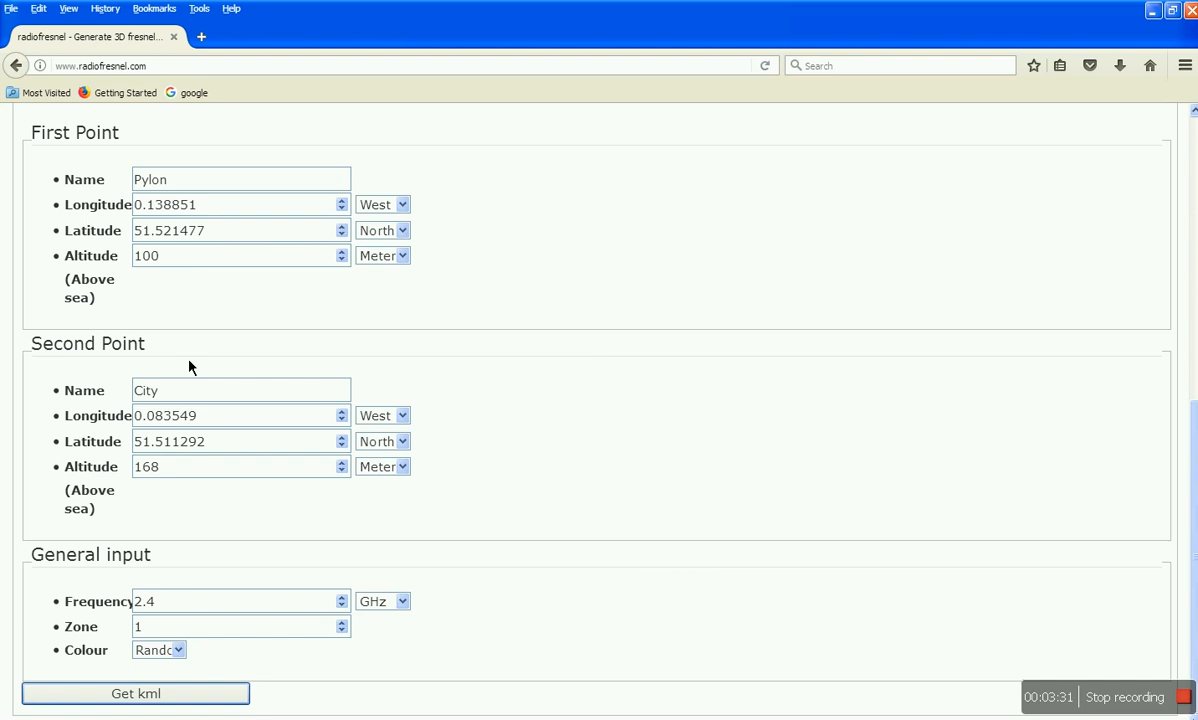 File Edit View History Bookmarks Tools Help
radiofresnel - Generate 3D fresnel...
www.radiofresnel.com
Search
Most Visited Getting Started google
First Point
• Name Pylon
• Longitude 0.138851 West
• Latitude 51.521477 North
• Altitude 100 Meter
(Above
sea)
Second Point
• Name City
• Longitude 0.083549 West
• Latitude 51.511292 North
• Altitude 168 Meter
(Above
sea)
General input
• Frequency 2.4 GHz
• Zone 1
• Colour Randc
Get kml
00:03:31 Stop recording